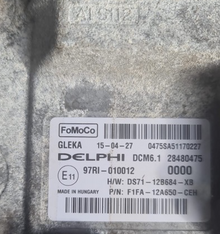 FoMoCo
GLEKA 15-04-27 0475SA51170227
DELPHI DCM6.1 28480475
E11 97RI-010012 0000
H/W: DS71-12B684-XB
MADE IN HUNGARY P/N: F1FA-12A650-CEH